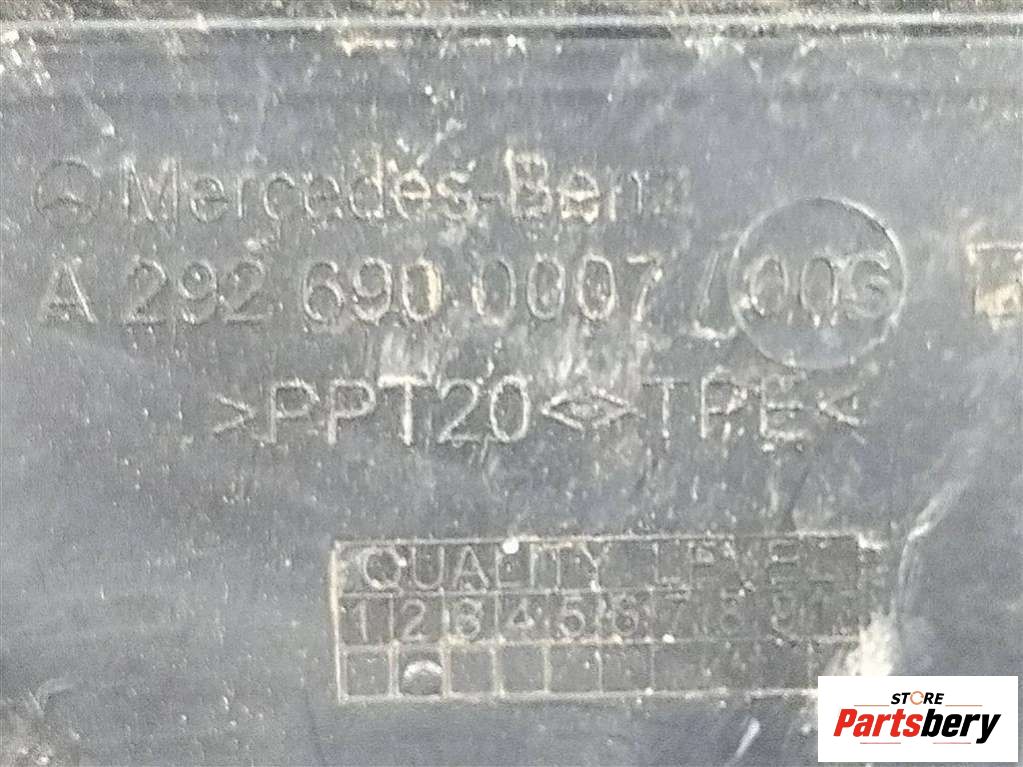 Mercedes-Benz
A 292 690 0007 / 003
>PPT20<>TPE<
QUALITY LEVEL
1 2 3 4 5 6 7 8 9
STORE
Partsbery